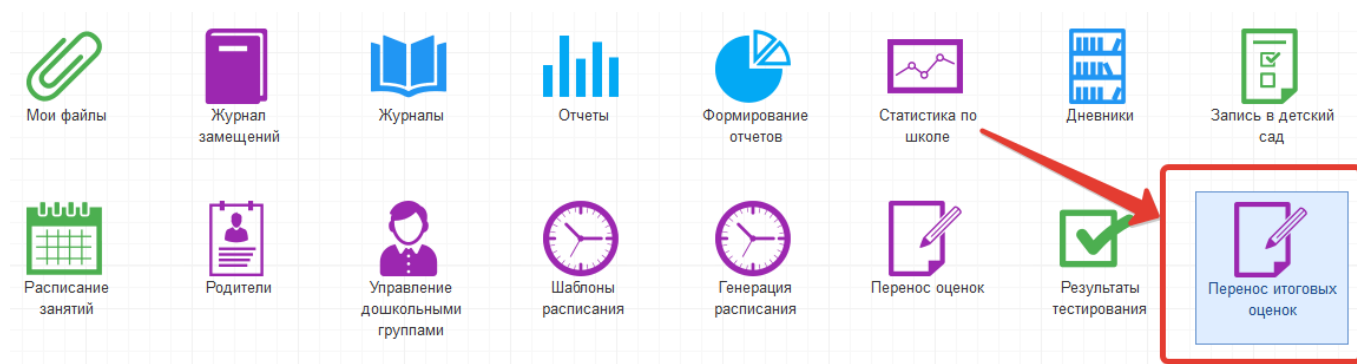 Мои файлы
Журнал
замещений
Журналы
Отчеты
Формирование
отчетов
Статистика по
школе
Дневники
Запись в детский
сад
Расписание
занятий
Родители
Управление
дошкольными
группами
Шаблоны
расписания
Генерация
расписания
Перенос оценок
Результаты
тестирования
Перенос итоговых
оценок